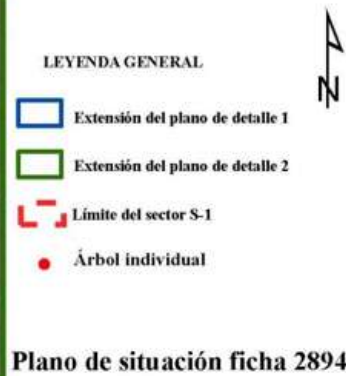 N
LEYENDA GENERAL
Extensión del plano de detalle 1
Extensión del plano de detalle 2
Límite del sector S-1
Árbol individual
Plano de situación ficha 2894